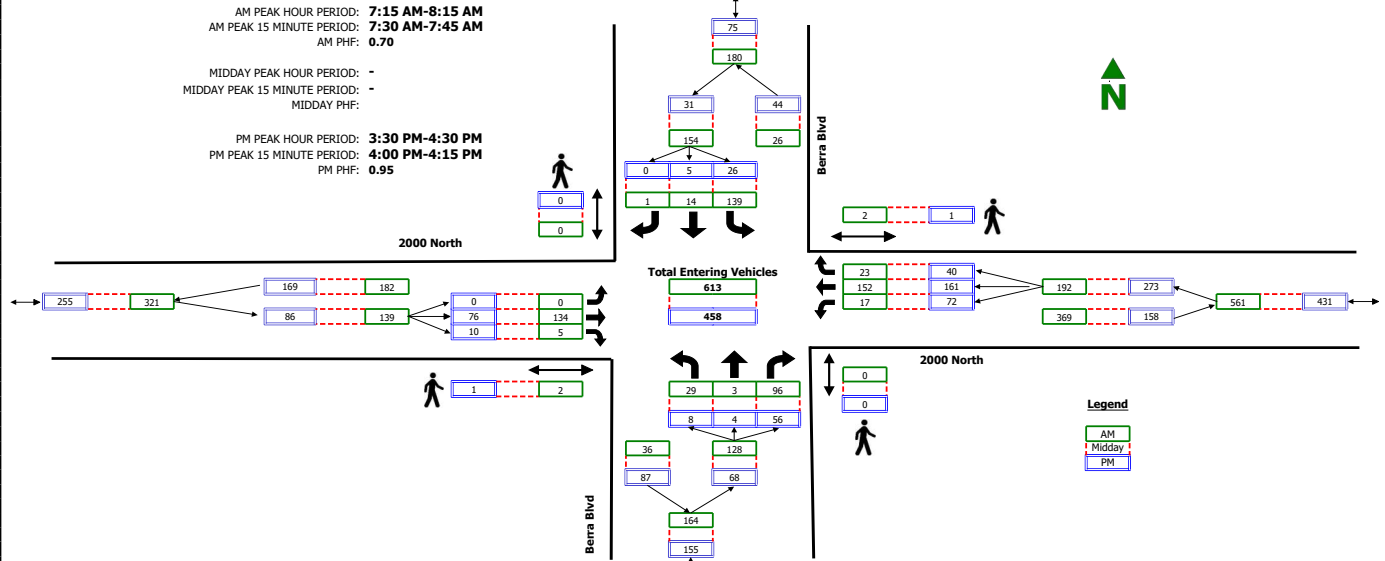 AM PEAK HOUR PERIOD: 7:15 AM-8:15 AM
AM PEAK 15 MINUTE PERIOD: 7:30 AM-7:45 AM
AM PHF: 0.70
MIDDAY PEAK HOUR PERIOD: -
MIDDAY PEAK 15 MINUTE PERIOD: -
MIDDAY PHF:
PM PEAK HOUR PERIOD: 3:30 PM-4:30 PM
PM PEAK 15 MINUTE PERIOD: 4:00 PM-4:15 PM
PM PHF: 0.95
75
180
31 44
154 26
0 5 26
1 14 139
N
Berra Blvd
0
0
2 1
2000 North
Total Entering Vehicles
613
458
255 321
169 182
86 139
0 0
76 134
10 5
23 40
152 161
17 72
192 273
369 158
561 431
2000 North
1 2
29 3 96
8 4 56
36 128
87 68
164
155
Berra Blvd
0
0
Legend
AM
Midday
PM